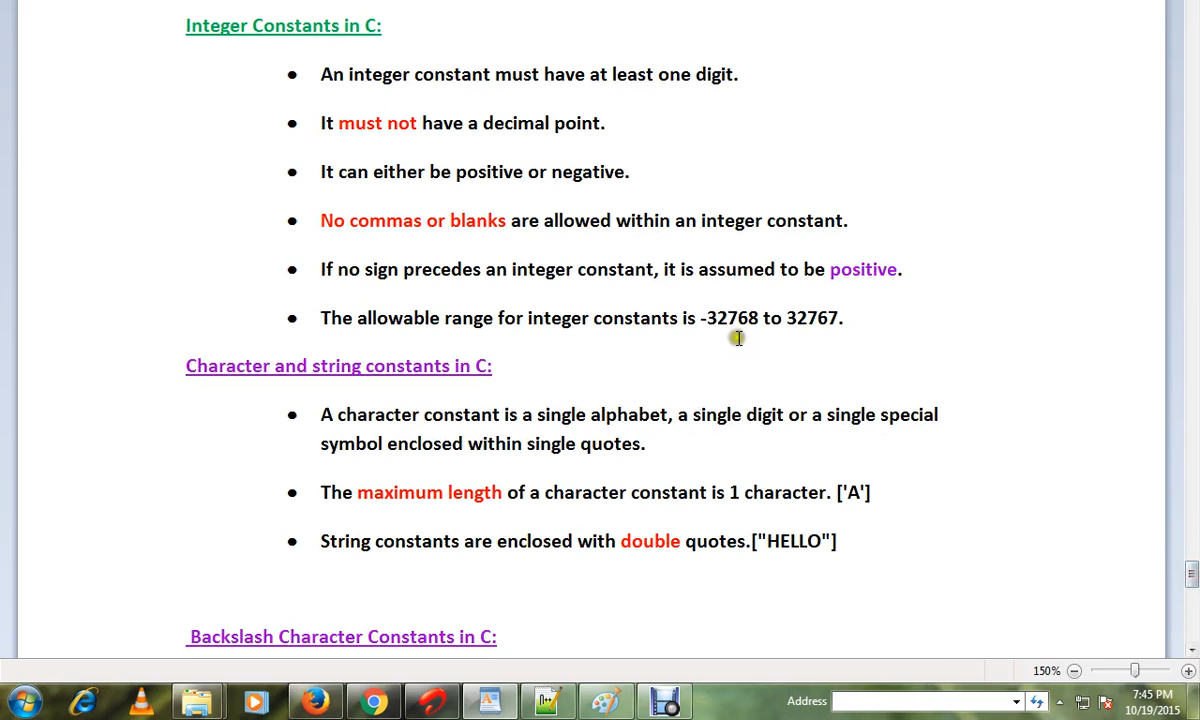 Integer Constants in C:
● An integer constant must have at least one digit.
● It must not have a decimal point.
● It can either be positive or negative.
● No commas or blanks are allowed within an integer constant.
● If no sign precedes an integer constant, it is assumed to be positive.
● The allowable range for integer constants is -32768 to 32767.
Character and string constants in C:
● A character constant is a single alphabet, a single digit or a single special
symbol enclosed within single quotes.
● The maximum length of a character constant is 1 character. ['A']
● String constants are enclosed with double quotes.["HELLO"]
Backslash Character Constants in C:
150%
Address
7:45 PM
10/19/2015